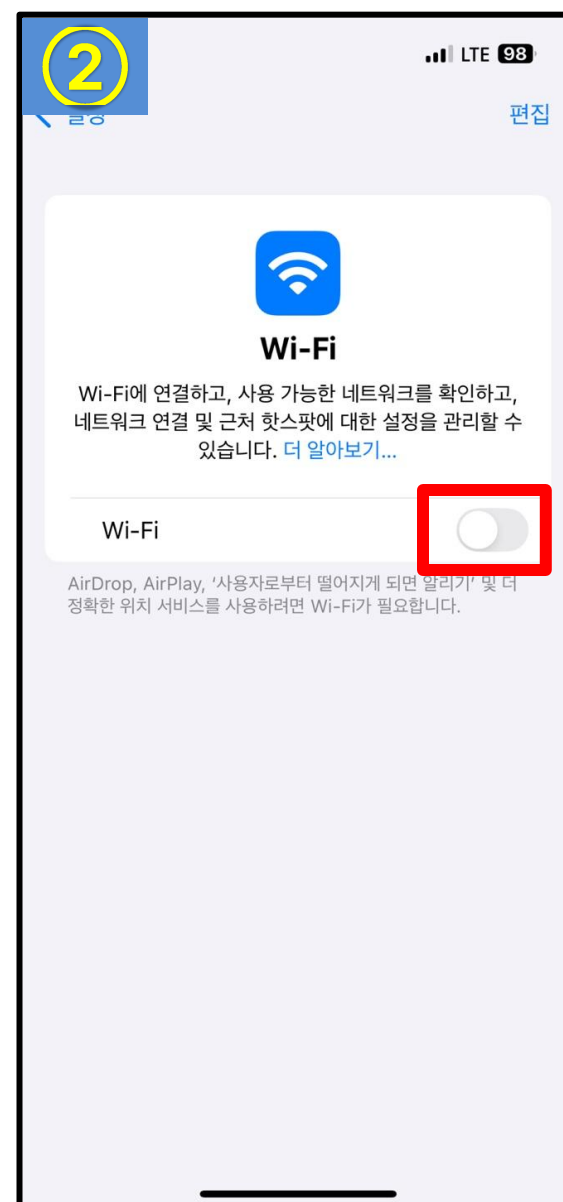 ②
LTE 98
편집
Wi-Fi
Wi-Fi에 연결하고, 사용 가능한 네트워크를 확인하고,
네트워크 연결 및 근처 핫스팟에 대한 설정을 관리할 수
있습니다. 더 알아보기...
Wi-Fi
AirDrop, AirPlay, ‘사용자로부터 떨어지게 되면 알리기’ 및 더
정확한 위치 서비스를 사용하려면 Wi-Fi가 필요합니다.